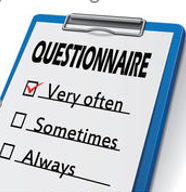 QUESTIONNAIRE
Very often
Sometimes
Always